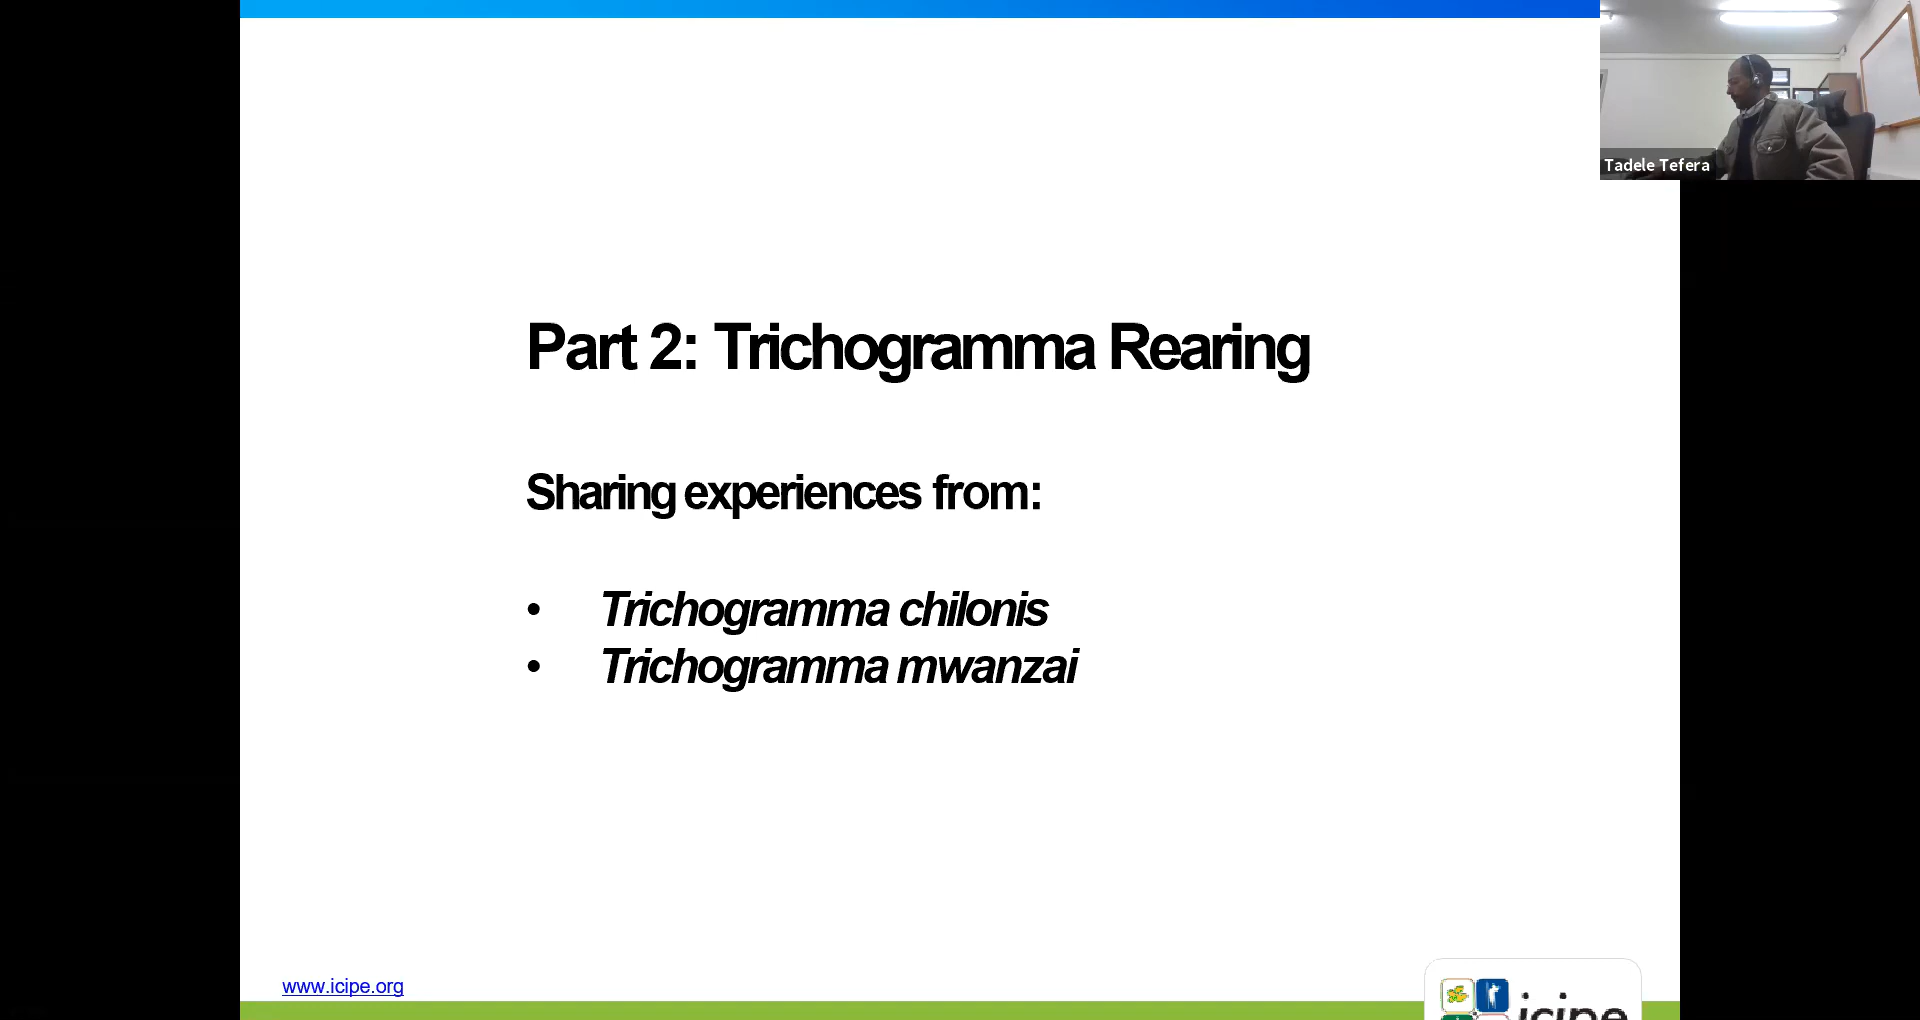 Tadele Tefera
Part 2: Trichogramma Rearing
Sharing experiences from:
• Trichogramma chilonis
• Trichogramma mwanzai
www.icipe.org
icipe